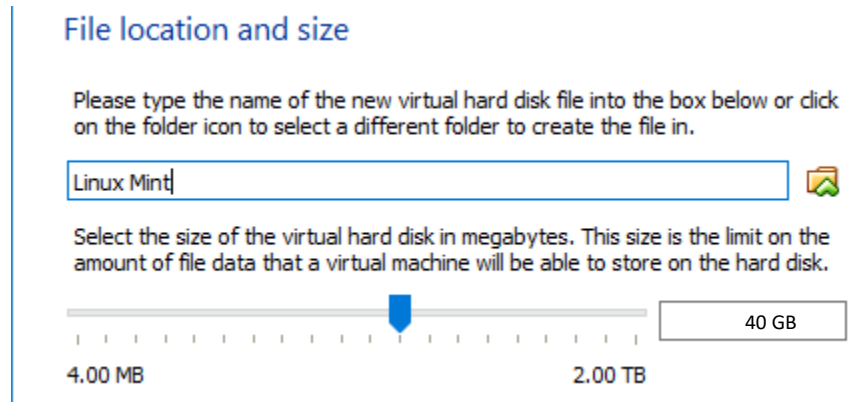 File location and size
Please type the name of the new virtual hard disk file into the box below or click
on the folder icon to select a different folder to create the file in.
Linux Mint
Select the size of the virtual hard disk in megabytes. This size is the limit on the
amount of file data that a virtual machine will be able to store on the hard disk.
40 GB
4.00 MB 2.00 TB